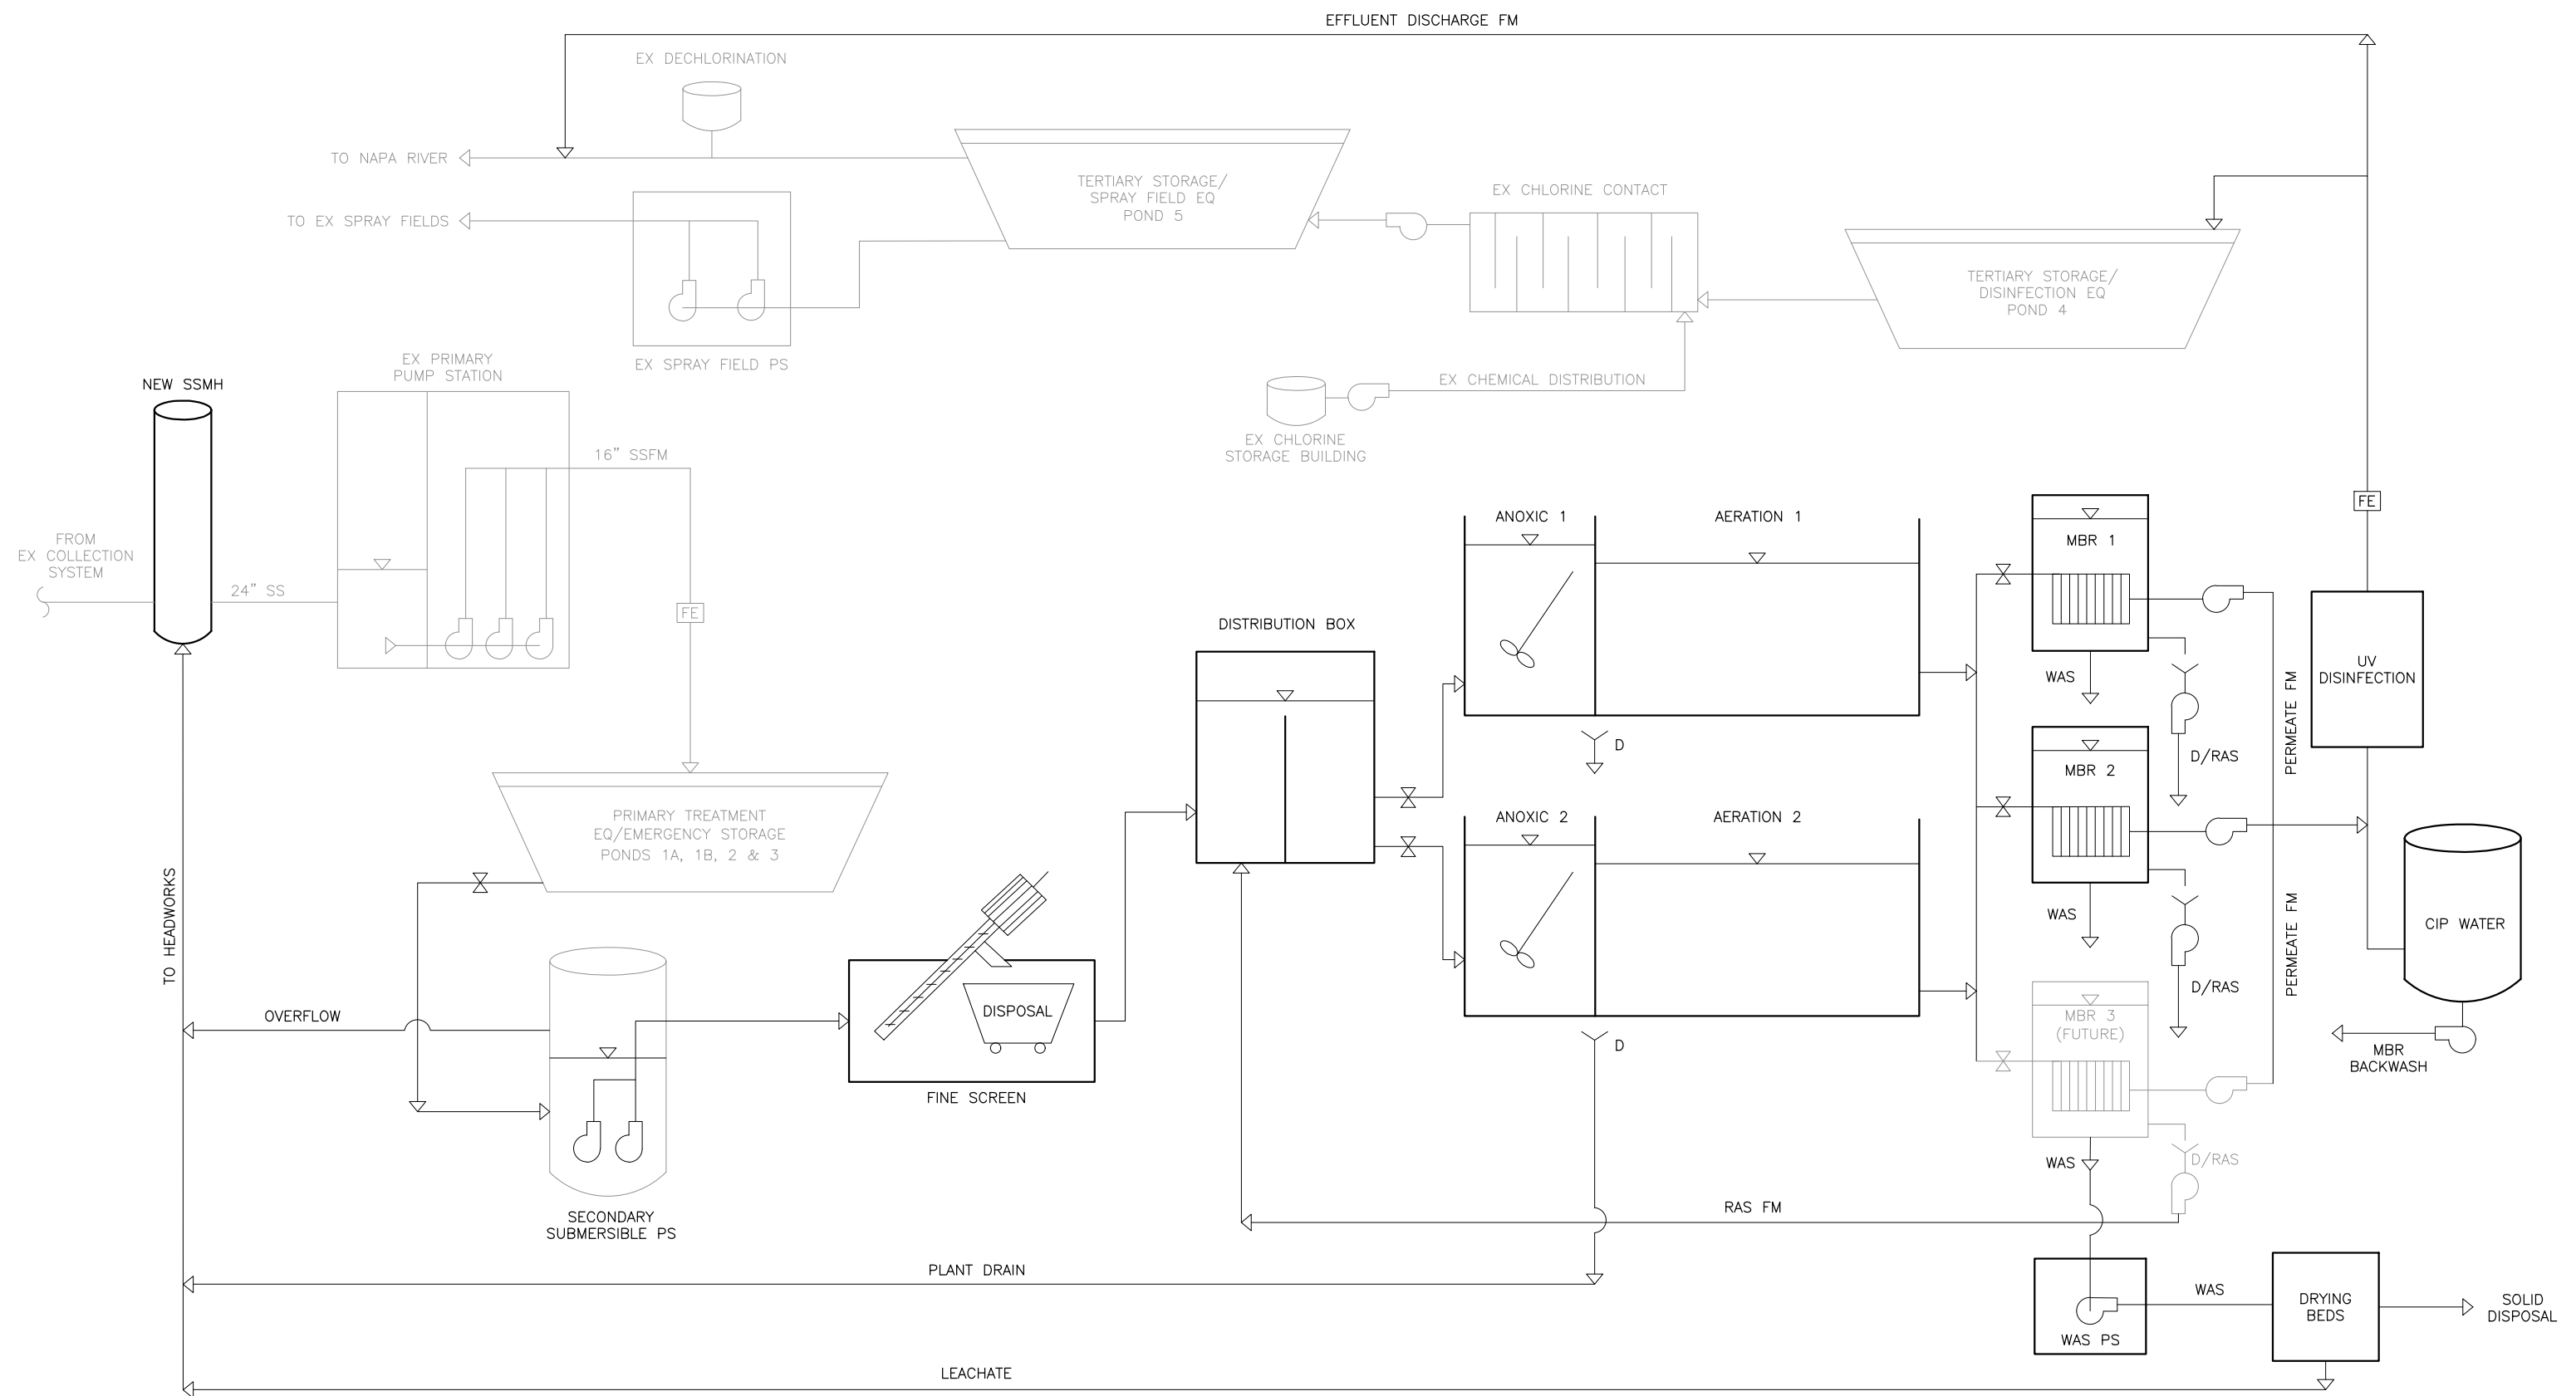 EFFLUENT DISCHARGE FM
EX DECHLORINATION
TO NAPA RIVER
TERTIARY STORAGE/
SPRAY FIELD EQ
POND 5
EX CHLORINE CONTACT
TO EX SPRAY FIELDS
TERTIARY STORAGE/
DISINFECTION EQ
POND 4
EX SPRAY FIELD PS
EX PRIMARY
PUMP STATION
NEW SSMH
EX CHEMICAL DISTRIBUTION
EX CHLORINE
STORAGE BUILDING
16" SSFM
FROM
EX COLLECTION
SYSTEM
24" SS
FE
FE
ANOXIC 1
AERATION 1
MBR 1
DISTRIBUTION BOX
UV
DISINFECTION
WAS
PERMEATE FM
D
D/RAS
MBR 2
PRIMARY TREATMENT
EQ/EMERGENCY STORAGE
PONDS 1A, 1B, 2 & 3
ANOXIC 2
AERATION 2
TO HEADWORKS
WAS
PERMEATE FM
CIP WATER
D/RAS
OVERFLOW
DISPOSAL
MBR 3
(FUTURE)
D
MBR
BACKWASH
FINE SCREEN
WAS
D/RAS
SECONDARY
SUBMERSIBLE PS
RAS FM
PLANT DRAIN
WAS
DRYING
BEDS
SOLID
DISPOSAL
WAS PS
LEACHATE